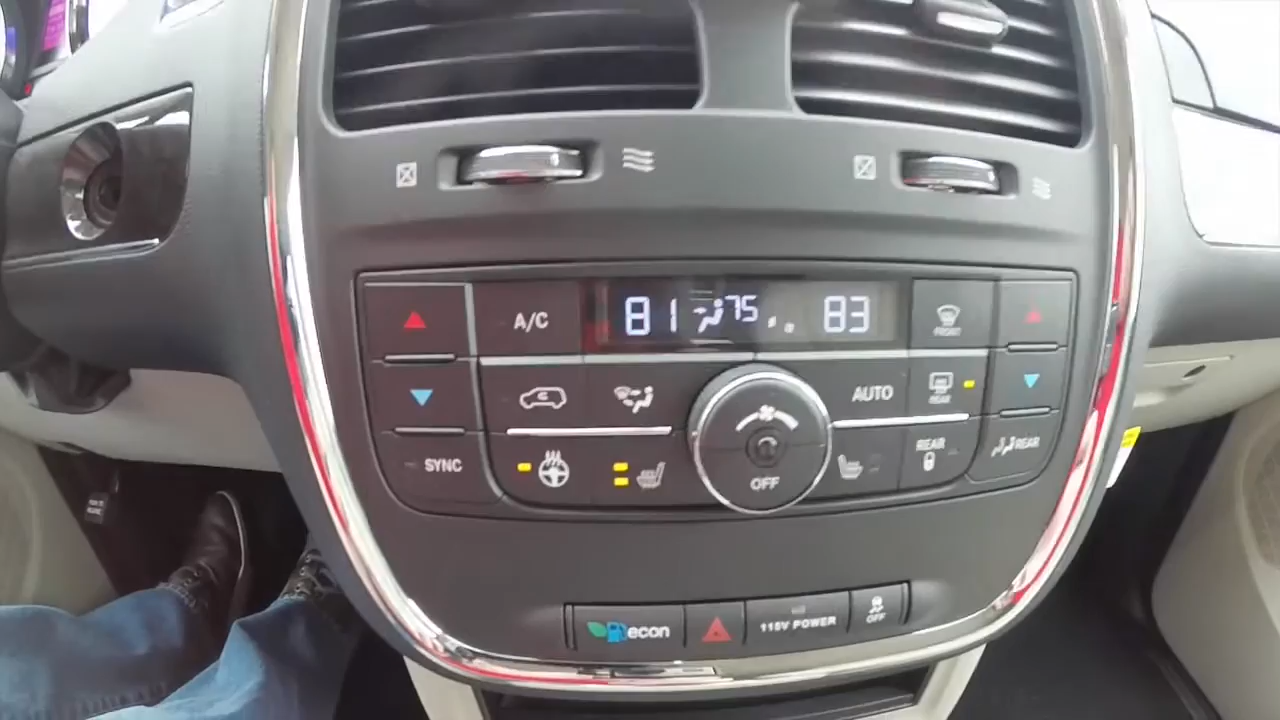 A/C
81 75 83
FRONT
AUTO
REAR
SYNC
OFF
REAR
REAR
econ
115V POWER
OFF